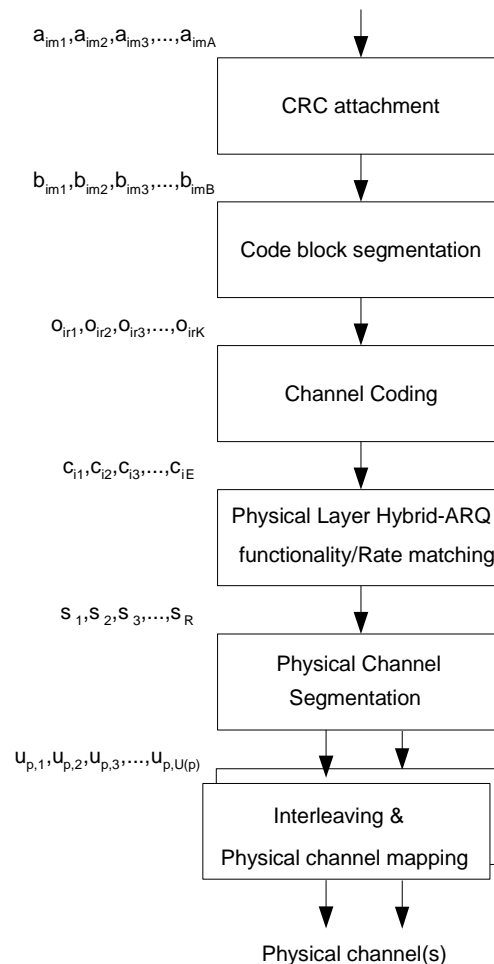 a_im1,a_im2,a_im3,...,a_imA
CRC attachment
b_im1,b_im2,b_im3,...,b_imB
Code block segmentation
o_ir1,o_ir2,o_ir3,...,o_irK
Channel Coding
c_i1,c_i2,c_i3,...,c_iE
Physical Layer Hybrid-ARQ
functionality/Rate matching
s_1,s_2,s_3,...,s_R
Physical Channel
Segmentation
u_p,1,u_p,2,u_p,3,...,u_p,U(p)
Interleaving &
Physical channel mapping
Physical channel(s)